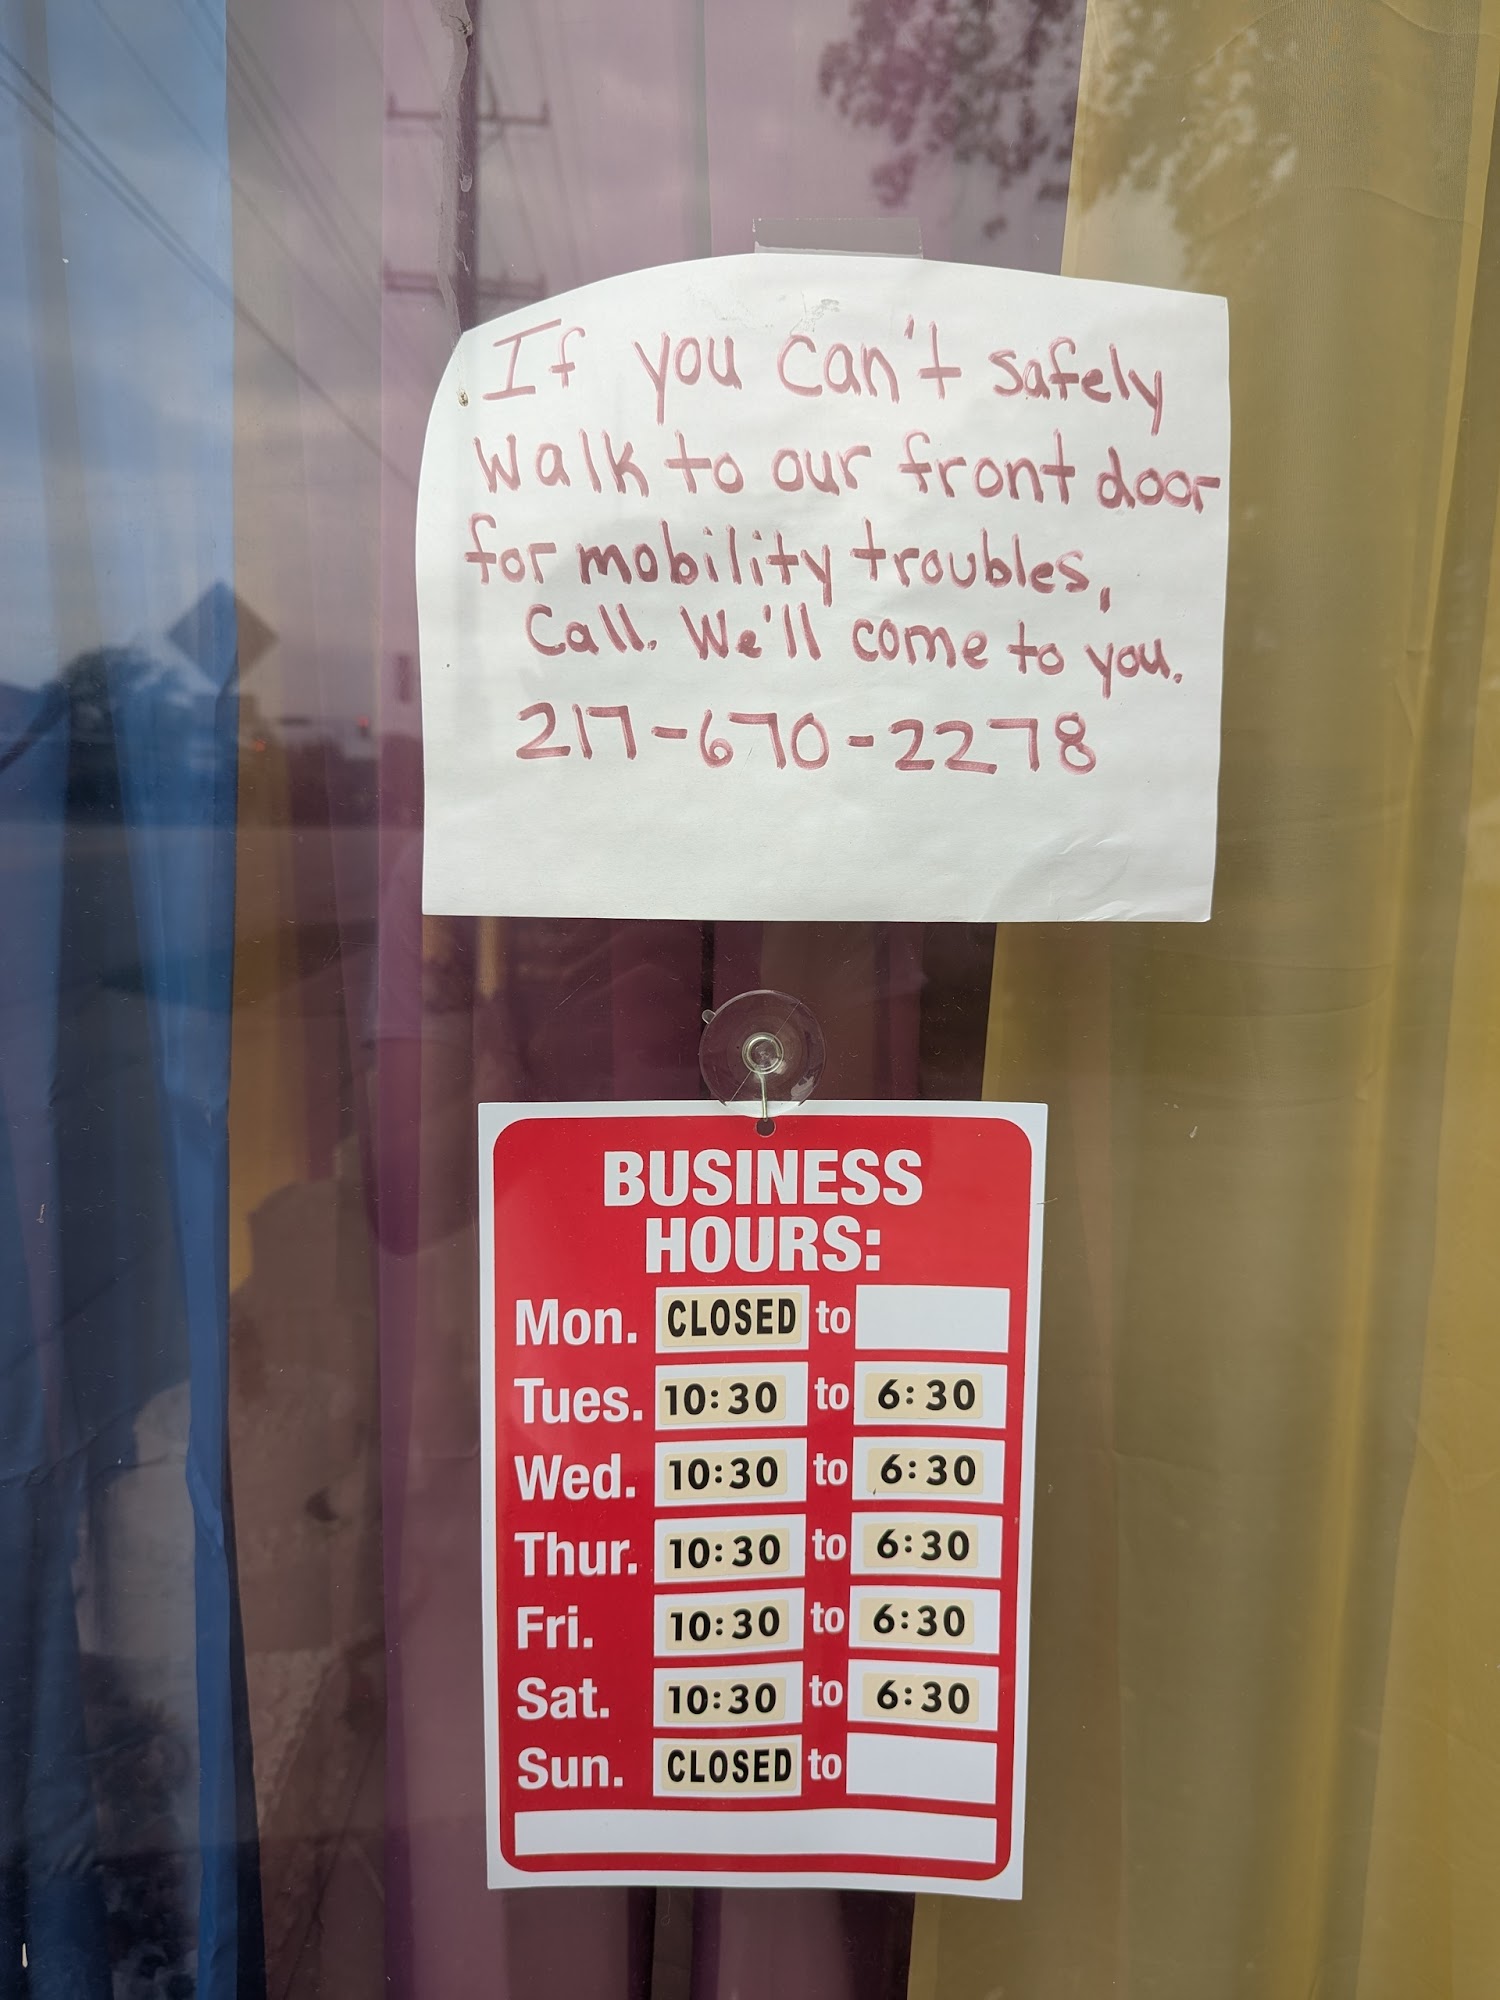 If you can't safely
walk to our front door
for mobility troubles,
Call. We'll come to you.
217-670-2278
BUSINESS
HOURS:
Mon. CLOSED to
Tues. 10:30 to 6:30
Wed. 10:30 to 6:30
Thur. 10:30 to 6:30
Fri. 10:30 to 6:30
Sat. 10:30 to 6:30
Sun. CLOSED to